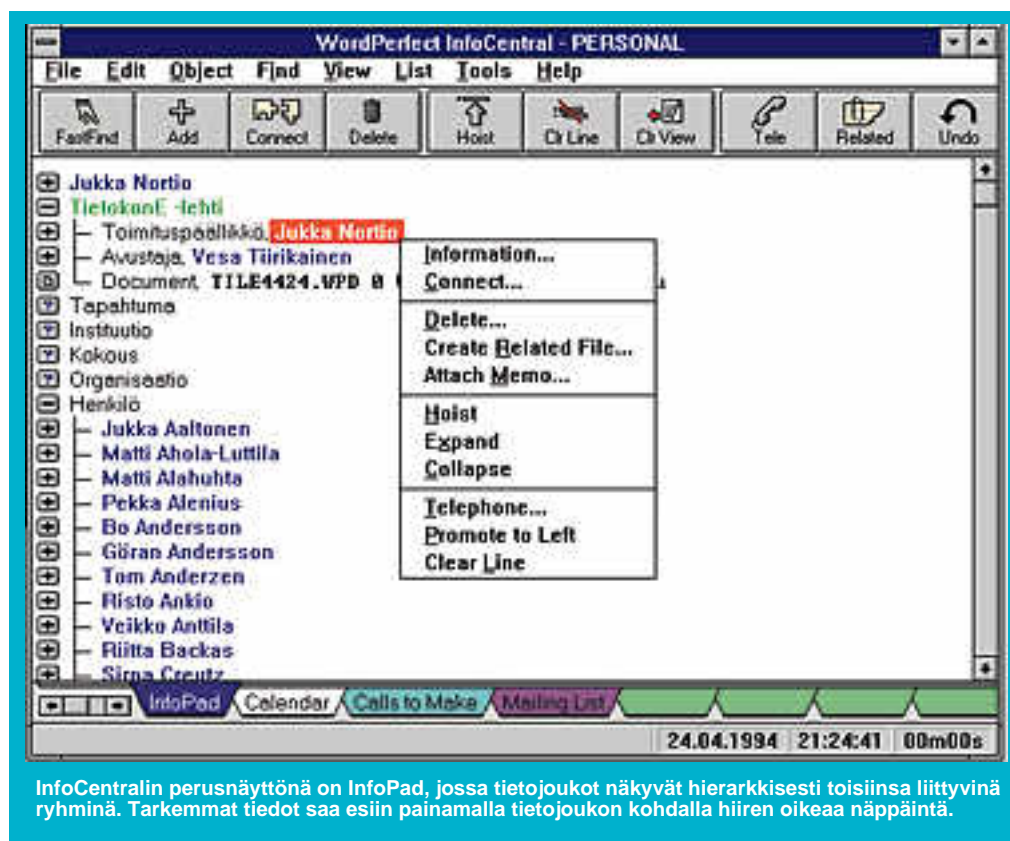 WordPerfect InfoCentral - PERSONAL
File Edit Object Find View List Tools Help
FastFind Add Connect Delete Hoist Clr Line Clr View Tele Related Undo
Jukka Nortio
TietokonE -lehti
Toimituspäällikkö, Jukka Nortio
Avustaja, Vesa Tiirikainen
Document, TILE4424.WPD 0
Tapahtuma
Instituutio
Kokous
Organisaatio
Henkilö
Jukka Aaltonen
Matti Ahola-Luttila
Matti Alahuhta
Pekka Alenius
Bo Andersson
Göran Andersson
Tom Anderzen
Risto Ankio
Veikko Anttila
Riitta Backas
Sirpa Creutz
Information...
Connect...
Delete...
Create Related File...
Attach Memo...
Hoist
Expand
Collapse
Telephone...
Promote to Left
Clear Line
InfoPad Calendar Calls to Make Mailing List
24.04.1994 21:24:41 00m00s
InfoCentralin perusnäyttönä on InfoPad, jossa tietojoukot näkyvät hierarkkisesti toisiinsa liittyvinä
ryhminä. Tarkemmat tiedot saa esiin painamalla tietojoukon kohdalla hiiren oikeaa näppäintä.